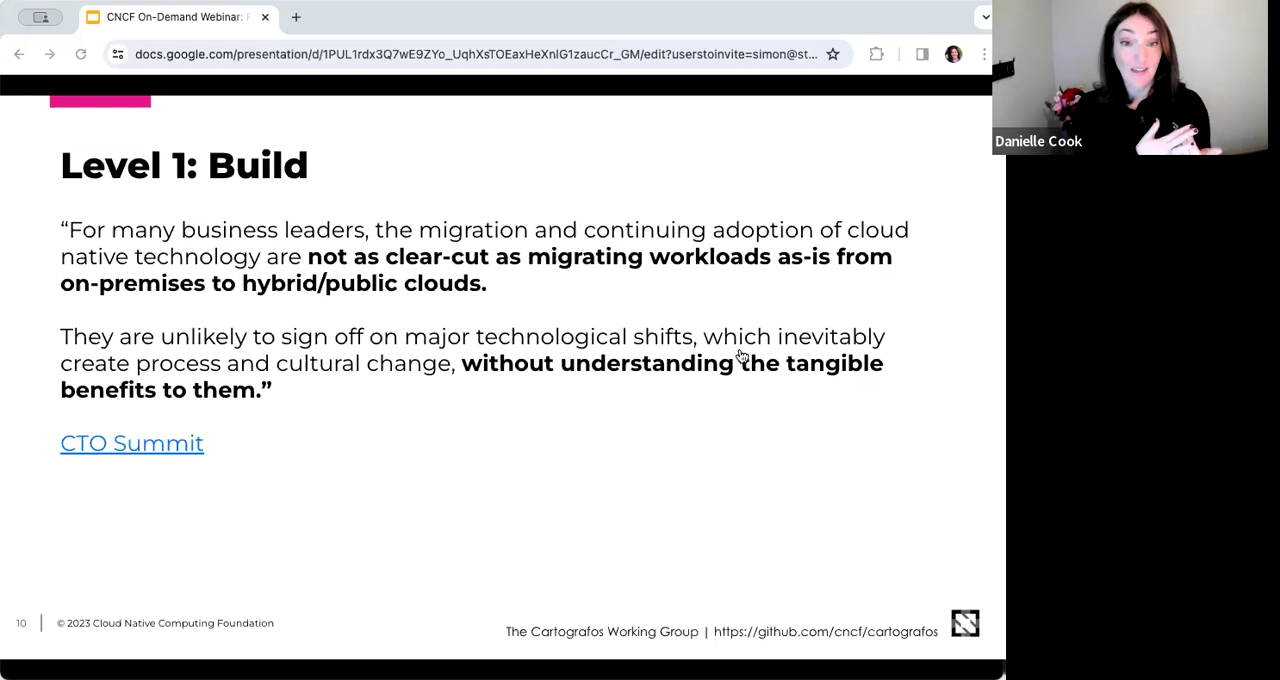 CNCF On-Demand Webinar: F
docs.google.com/presentation/d/1PUL1rdx3Q7wE9ZYo_UqhXsTOEaxHeXnlG1zaucCr_GM/edit?userstoinvite=simon@st...
Danielle Cook
Level 1: Build
“For many business leaders, the migration and continuing adoption of cloud
native technology are not as clear-cut as migrating workloads as-is from
on-premises to hybrid/public clouds.
They are unlikely to sign off on major technological shifts, which inevitably
create process and cultural change, without understanding the tangible
benefits to them.”
CTO Summit
10 | © 2023 Cloud Native Computing Foundation
The Cartografos Working Group | https://github.com/cncf/cartografos